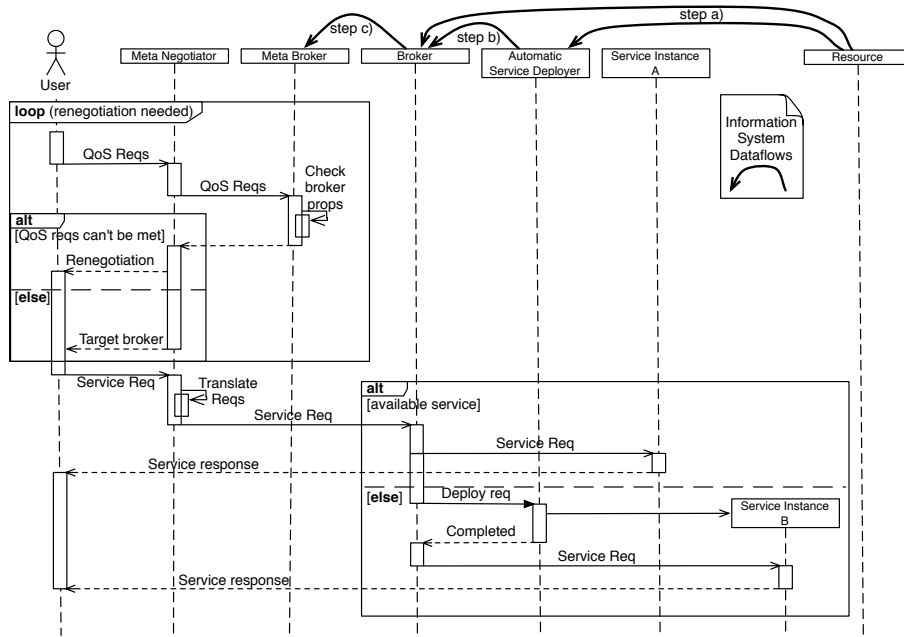 step a)
step c)
step b)
User
Meta Negotiator
Meta Broker
Broker
Automatic
Service Deployer
Service Instance
A
Resource
loop (renegotiation needed)
Information
System
Dataflows
QoS Reqs
QoS Reqs
Check
broker
props
alt
[QoS reqs can't be met]
Renegotiation
[else]
Target broker
Service Req
Translate
Reqs
alt
[available service]
Service Req
Service Req
Service response
[else]
Deploy req
Service Instance
B
Completed
Service Req
Service response